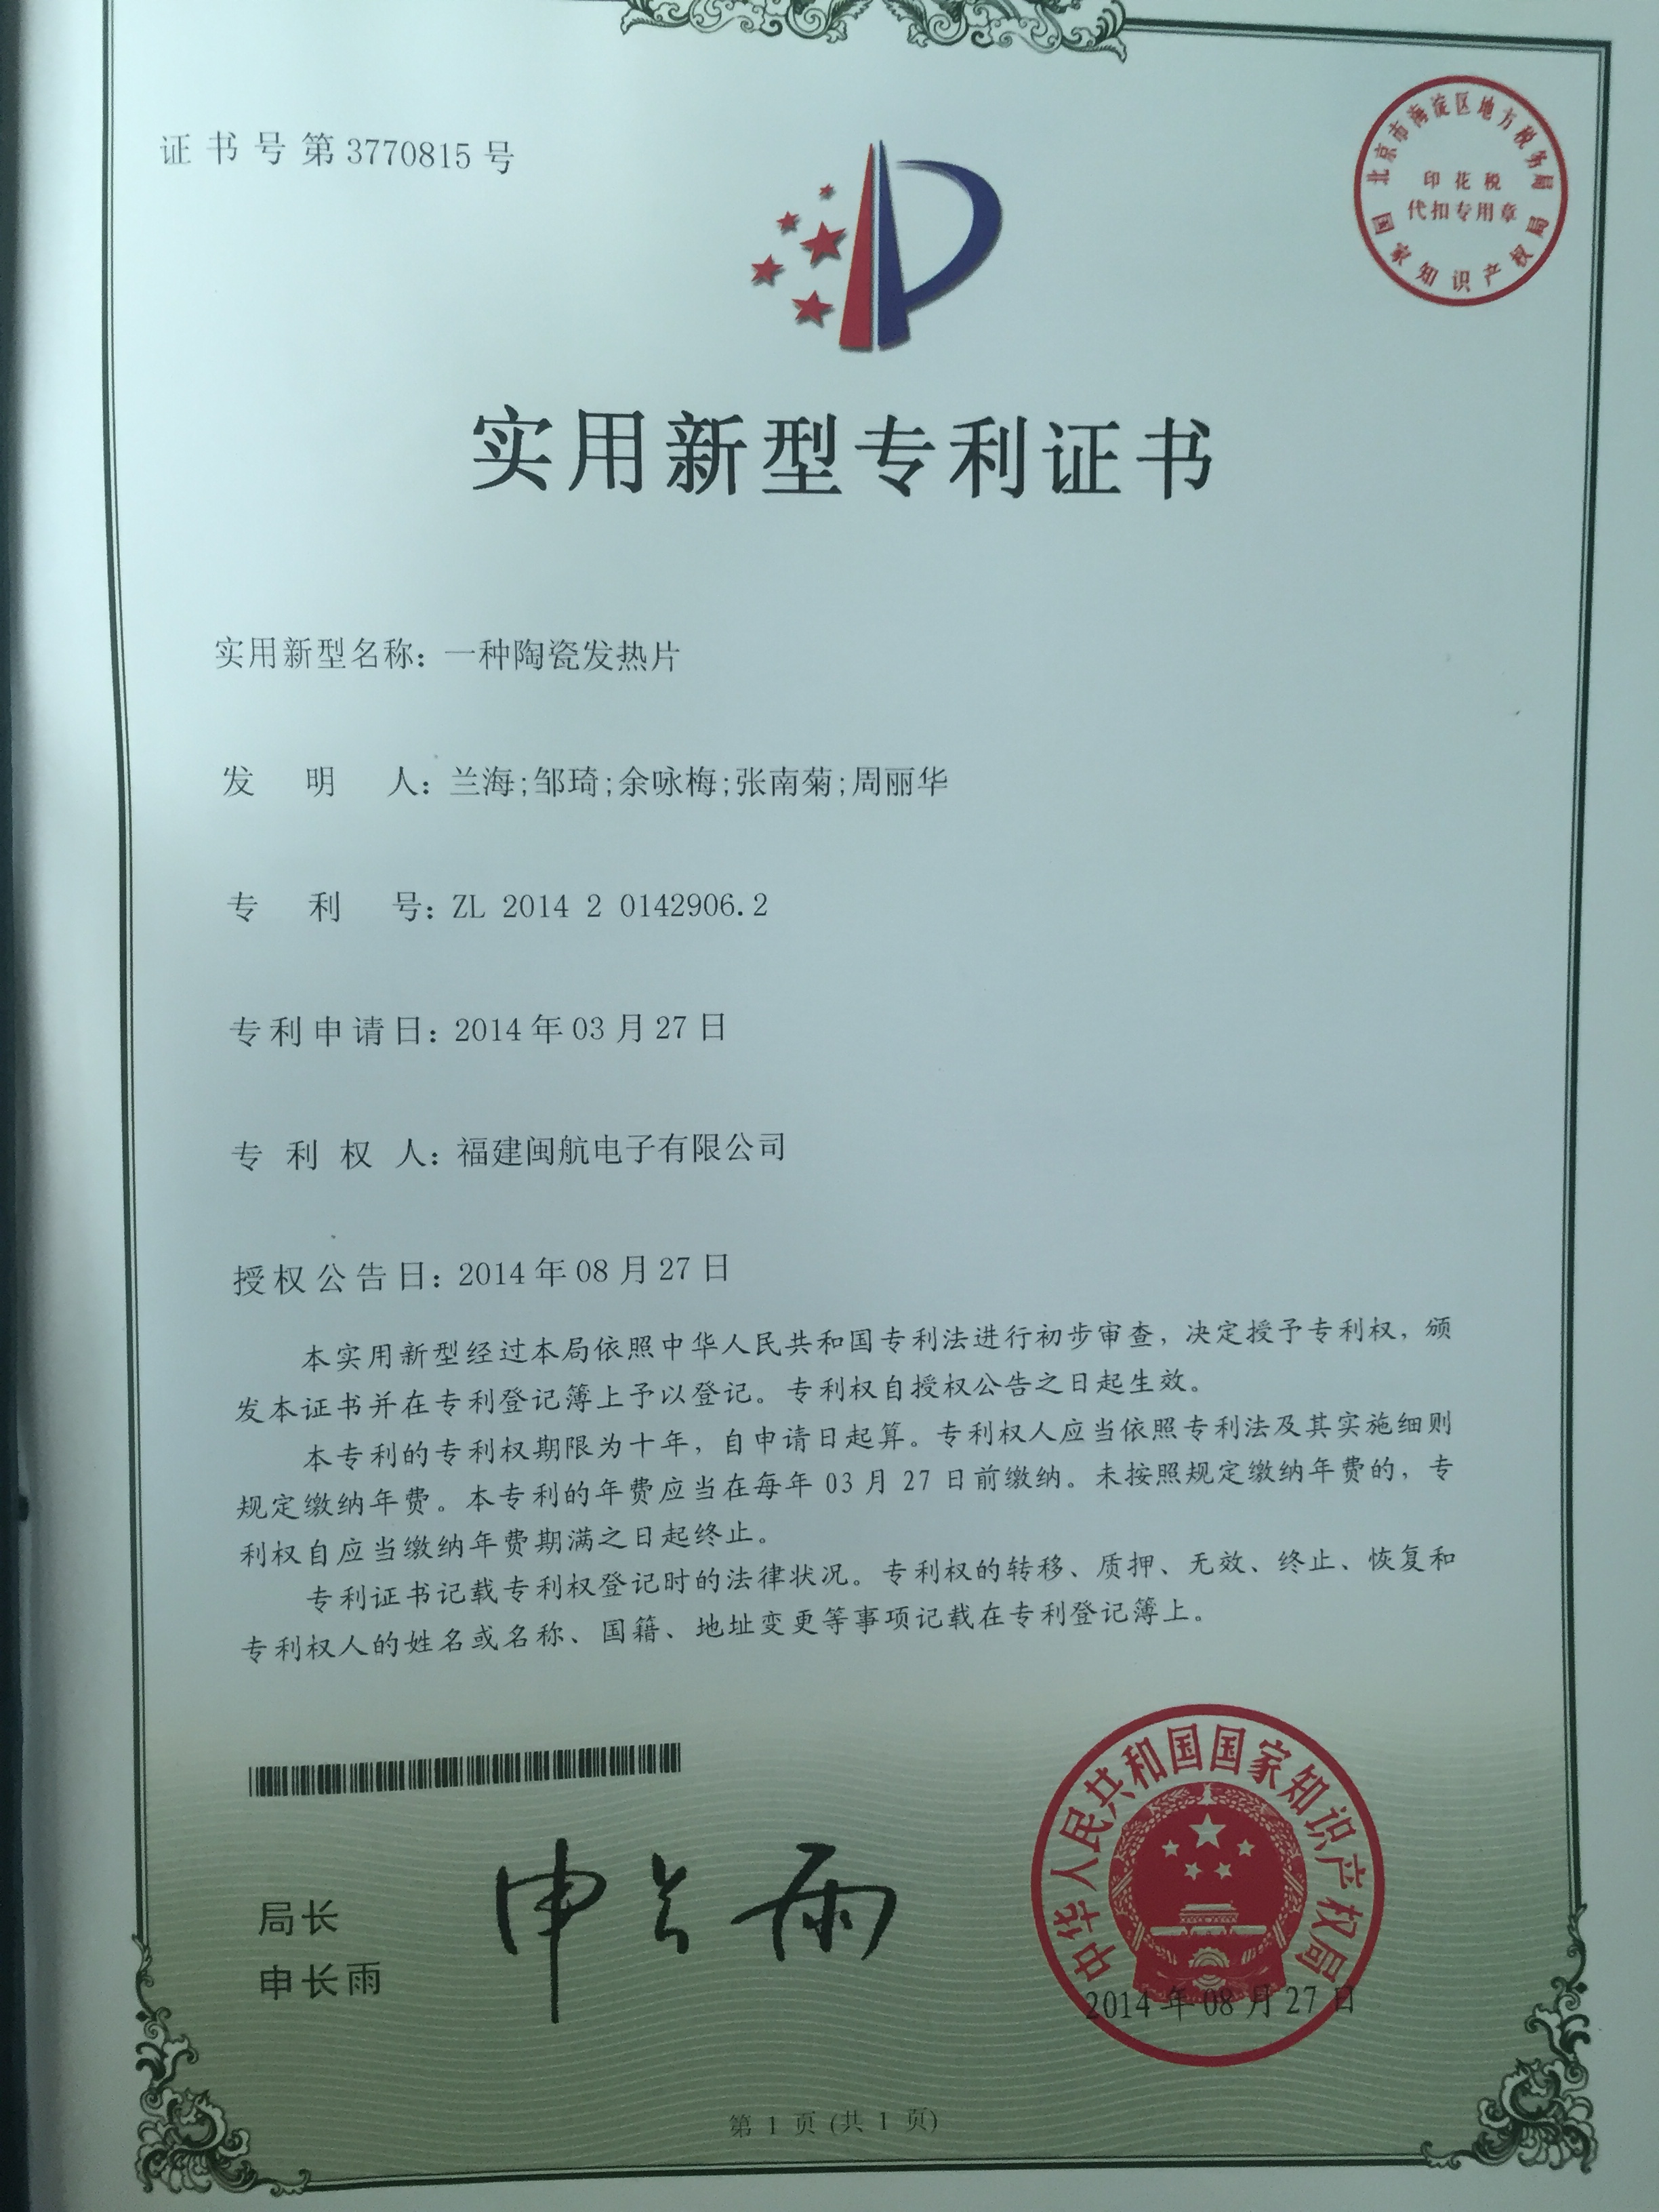 证书号第3770815号
北京市海淀区地方税务局
印花税
代扣专用章
国家知识产权局
实用新型专利证书
实用新型名称：一种陶瓷发热片
发明人：兰海;邹琦;余咏梅;张南菊;周丽华
专利号：ZL 2014 2 0142906.2
专利申请日：2014年03月27日
专利权人：福建闽航电子有限公司
授权公告日：2014年08月27日
本实用新型经过本局依照中华人民共和国专利法进行初步审查，决定授予专利权，颁
发本证书并在专利登记簿上予以登记。专利权自授权公告之日起生效。
本专利的专利权期限为十年，自申请日起算。专利权人应当依照专利法及其实施细则
规定缴纳年费。本专利的年费应当在每年03月27日前缴纳。未按照规定缴纳年费的，专
利权自应当缴纳年费期满之日起终止。
专利证书记载专利权登记时的法律状况。专利权的转移、质押、无效、终止、恢复和
专利权人的姓名或名称、国籍、地址变更等事项记载在专利登记簿上。
局长
申长雨
申长雨
中华人民共和国国家知识产权局
2014年08月27日
第1页(共1页)